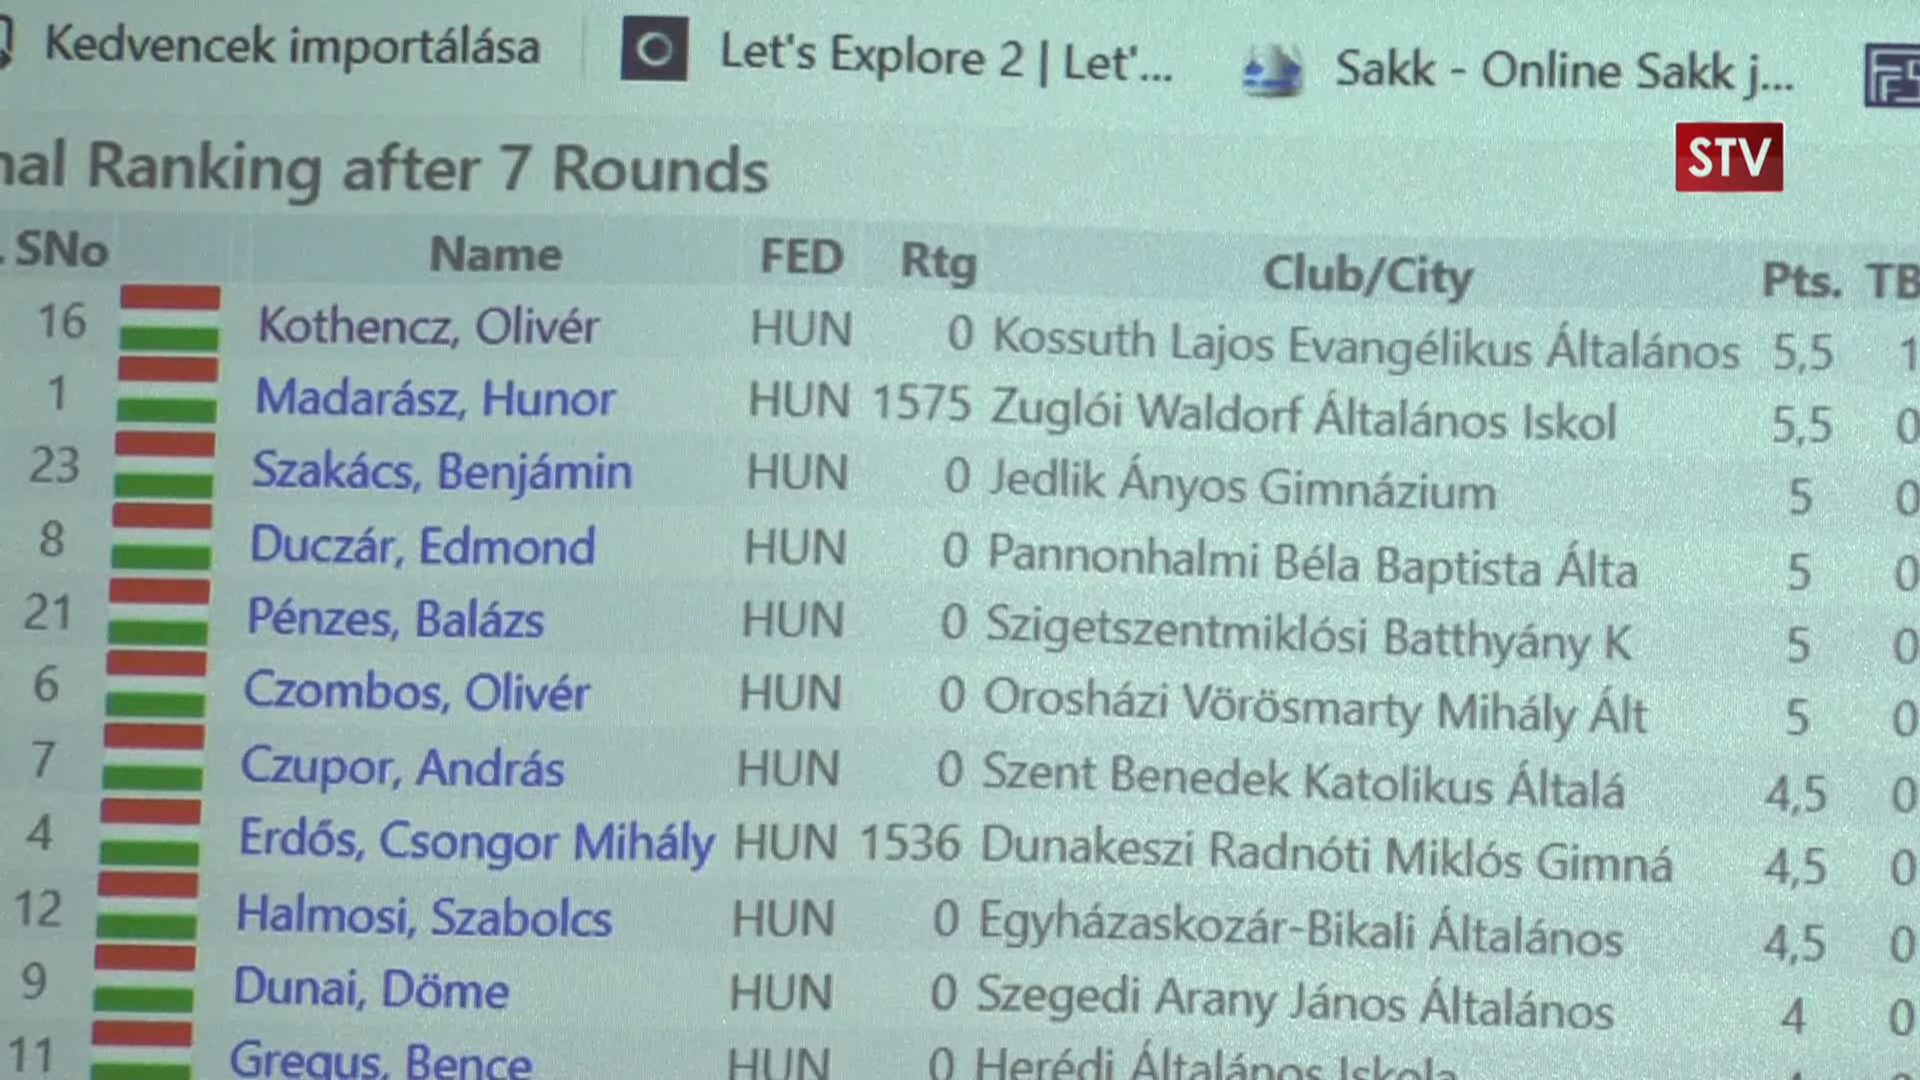 Kedvencek importálása Let's Explore 2 | Let'... Sakk - Online Sakk j...
STV
nal Ranking after 7 Rounds
. SNo Name FED Rtg Club/City Pts. TB
16 Kothencz, Olivér HUN 0 Kossuth Lajos Evangélikus Általános 5,5 1
1 Madarász, Hunor HUN 1575 Zuglói Waldorf Általános Iskol 5,5 0
23 Szakács, Benjámin HUN 0 Jedlik Ányos Gimnázium 5 0
8 Duczár, Edmond HUN 0 Pannonhalmi Béla Baptista Álta 5 0
21 Pénzes, Balázs HUN 0 Szigetszentmiklósi Batthyány K 5 0
6 Czombos, Olivér HUN 0 Orosházi Vörösmarty Mihály Ált 5 0
7 Czupor, András HUN 0 Szent Benedek Katolikus Általá 4,5 0
4 Erdős, Csongor Mihály HUN 1536 Dunakeszi Radnóti Miklós Gimná 4,5 0
12 Halmosi, Szabolcs HUN 0 Egyházaskozár-Bikali Általános 4,5 0
9 Dunai, Döme HUN 0 Szegedi Arany János Általános 4 0
11 Gregus, Bence HUN 0 Herédi Általános Iskola